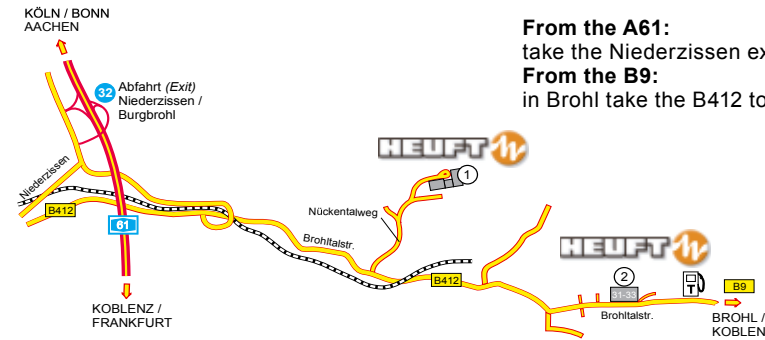 KÖLN / BONN
AACHEN
From the A61:
take the Niederzissen ex
From the B9:
in Brohl take the B412 to
32
Abfahrt (Exit)
Niederzissen /
Burgbrohl
HEUFT
1
Niederzissen
Nückentalweg
B412
61
Brohltalstr.
HEUFT
B412
2
31-33
T
B9
Brohltalstr.
KOBLENZ /
FRANKFURT
BROHL /
KOBLEN